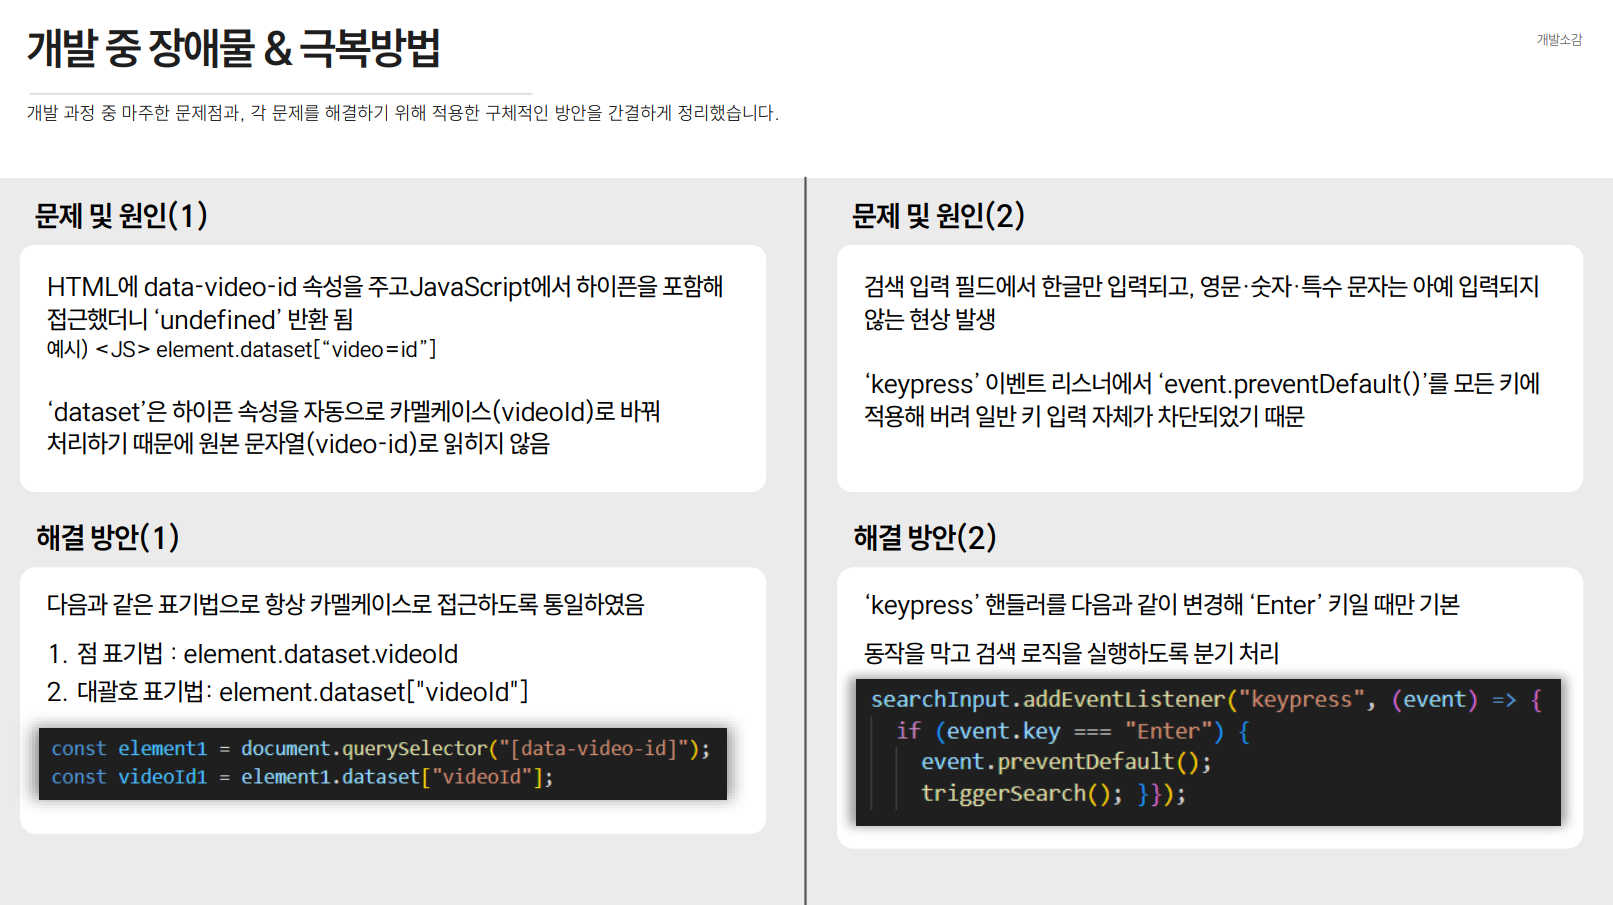 개발 중 장애물 & 극복방법
개발소감
개발 과정 중 마주한 문제점과, 각 문제를 해결하기 위해 적용한 구체적인 방안을 간결하게 정리했습니다.
문제 및 원인(1)
HTML에 data-video-id 속성을 주고JavaScript에서 하이픈을 포함해
접근했더니 ‘undefined’ 반환 됨
예시) <JS> element.dataset[“video=id”]
‘dataset’은 하이픈 속성을 자동으로 카멜케이스(videoId)로 바꿔
처리하기 때문에 원본 문자열(video-id)로 읽히지 않음
해결 방안(1)
다음과 같은 표기법으로 항상 카멜케이스로 접근하도록 통일하였음
1. 점 표기법 : element.dataset.videoId
2. 대괄호 표기법: element.dataset["videoId"]
const element1 = document.querySelector("[data-video-id]");
const videoId1 = element1.dataset["videoId"];
문제 및 원인(2)
검색 입력 필드에서 한글만 입력되고, 영문·숫자·특수 문자는 아예 입력되지
않는 현상 발생
‘keypress’ 이벤트 리스너에서 ‘event.preventDefault()’를 모든 키에
적용해 버려 일반 키 입력 자체가 차단되었기 때문
해결 방안(2)
‘keypress’ 핸들러를 다음과 같이 변경해 ‘Enter’ 키일 때만 기본
동작을 막고 검색 로직을 실행하도록 분기 처리
searchInput.addEventListener("keypress", (event) => {
if (event.key === "Enter") {
event.preventDefault();
triggerSearch(); }});